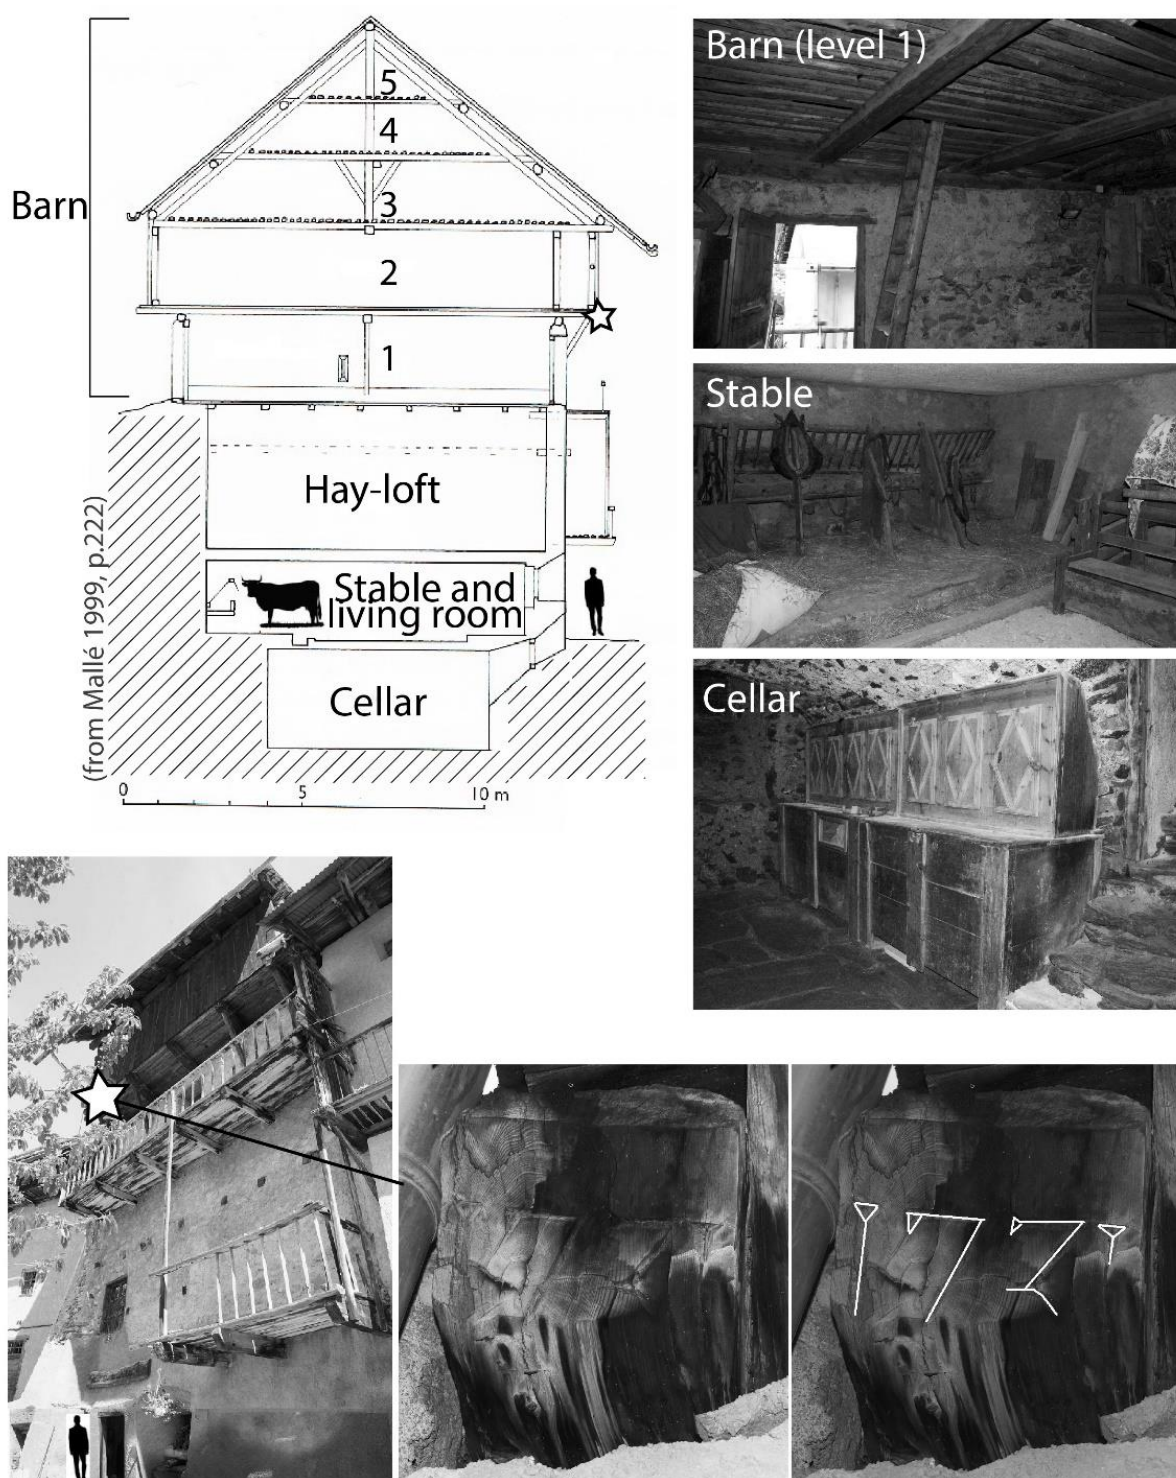 Barn
5
4
3
2
1
Hay-loft
Stable and
living room
Cellar
(from Mallé 1999, p.222)
0 5 10 m
Barn (level 1)
Stable
Cellar